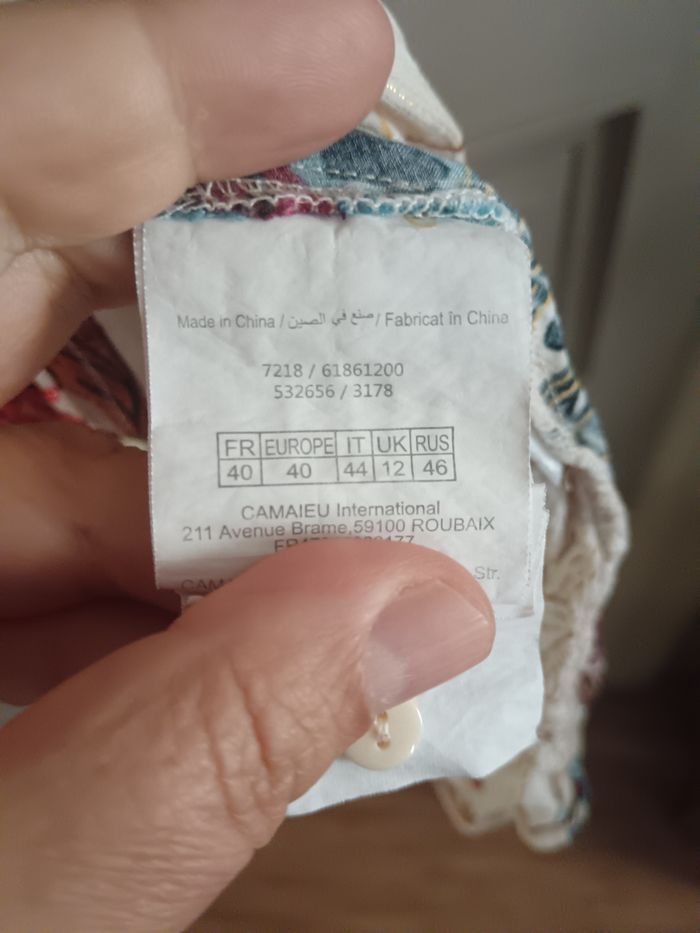 Made in China / صنع في الصين / Fabricat în China
7218 / 61861200
532656 / 3178
FR EUROPE IT UK RUS
40 40 44 12 46
CAMAIEU International
211 Avenue Brame,59100 ROUBAIX
Str.